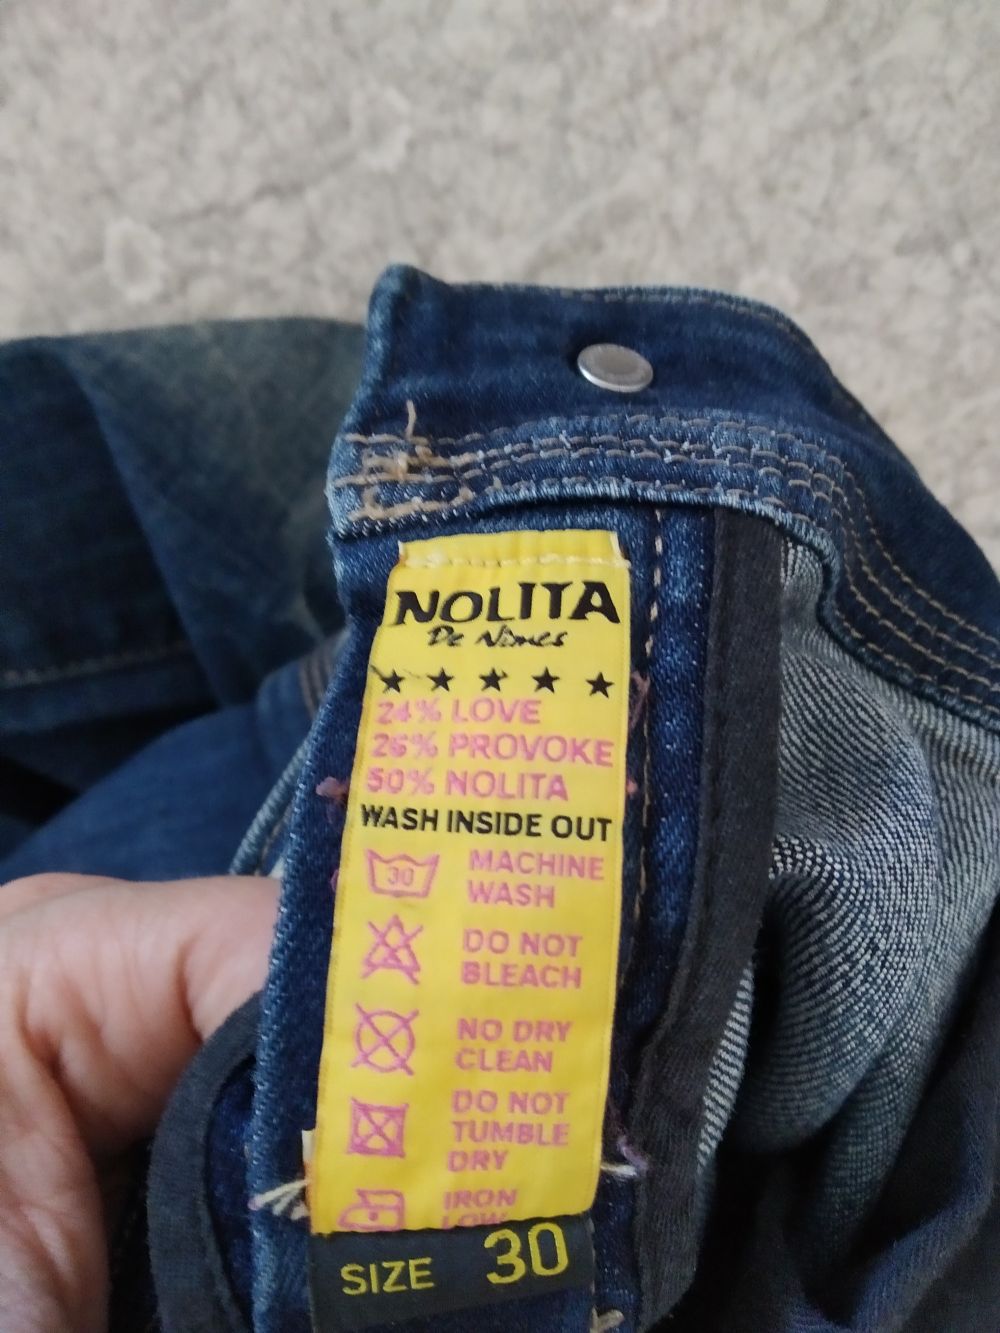 NOLITA
De Nimes
24% LOVE
26% PROVOKE
50% NOLITA
WASH INSIDE OUT
30
MACHINE
WASH
DO NOT
BLEACH
NO DRY
CLEAN
DO NOT
TUMBLE
DRY
IRON
LOW
SIZE 30